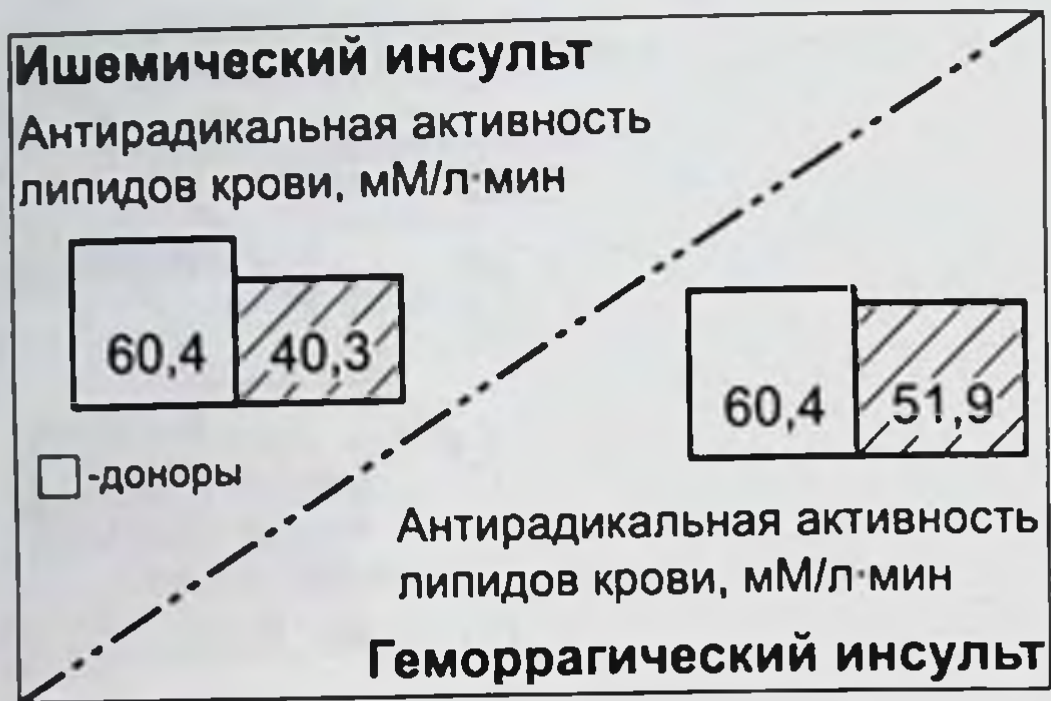 Ишемический инсульт
Антирадикальная активность
липидов крови, мМ/л·мин
60,4 40,3
-доноры
60,4 51,9
Антирадикальная активность
липидов крови, мМ/л·мин
Геморрагический инсульт